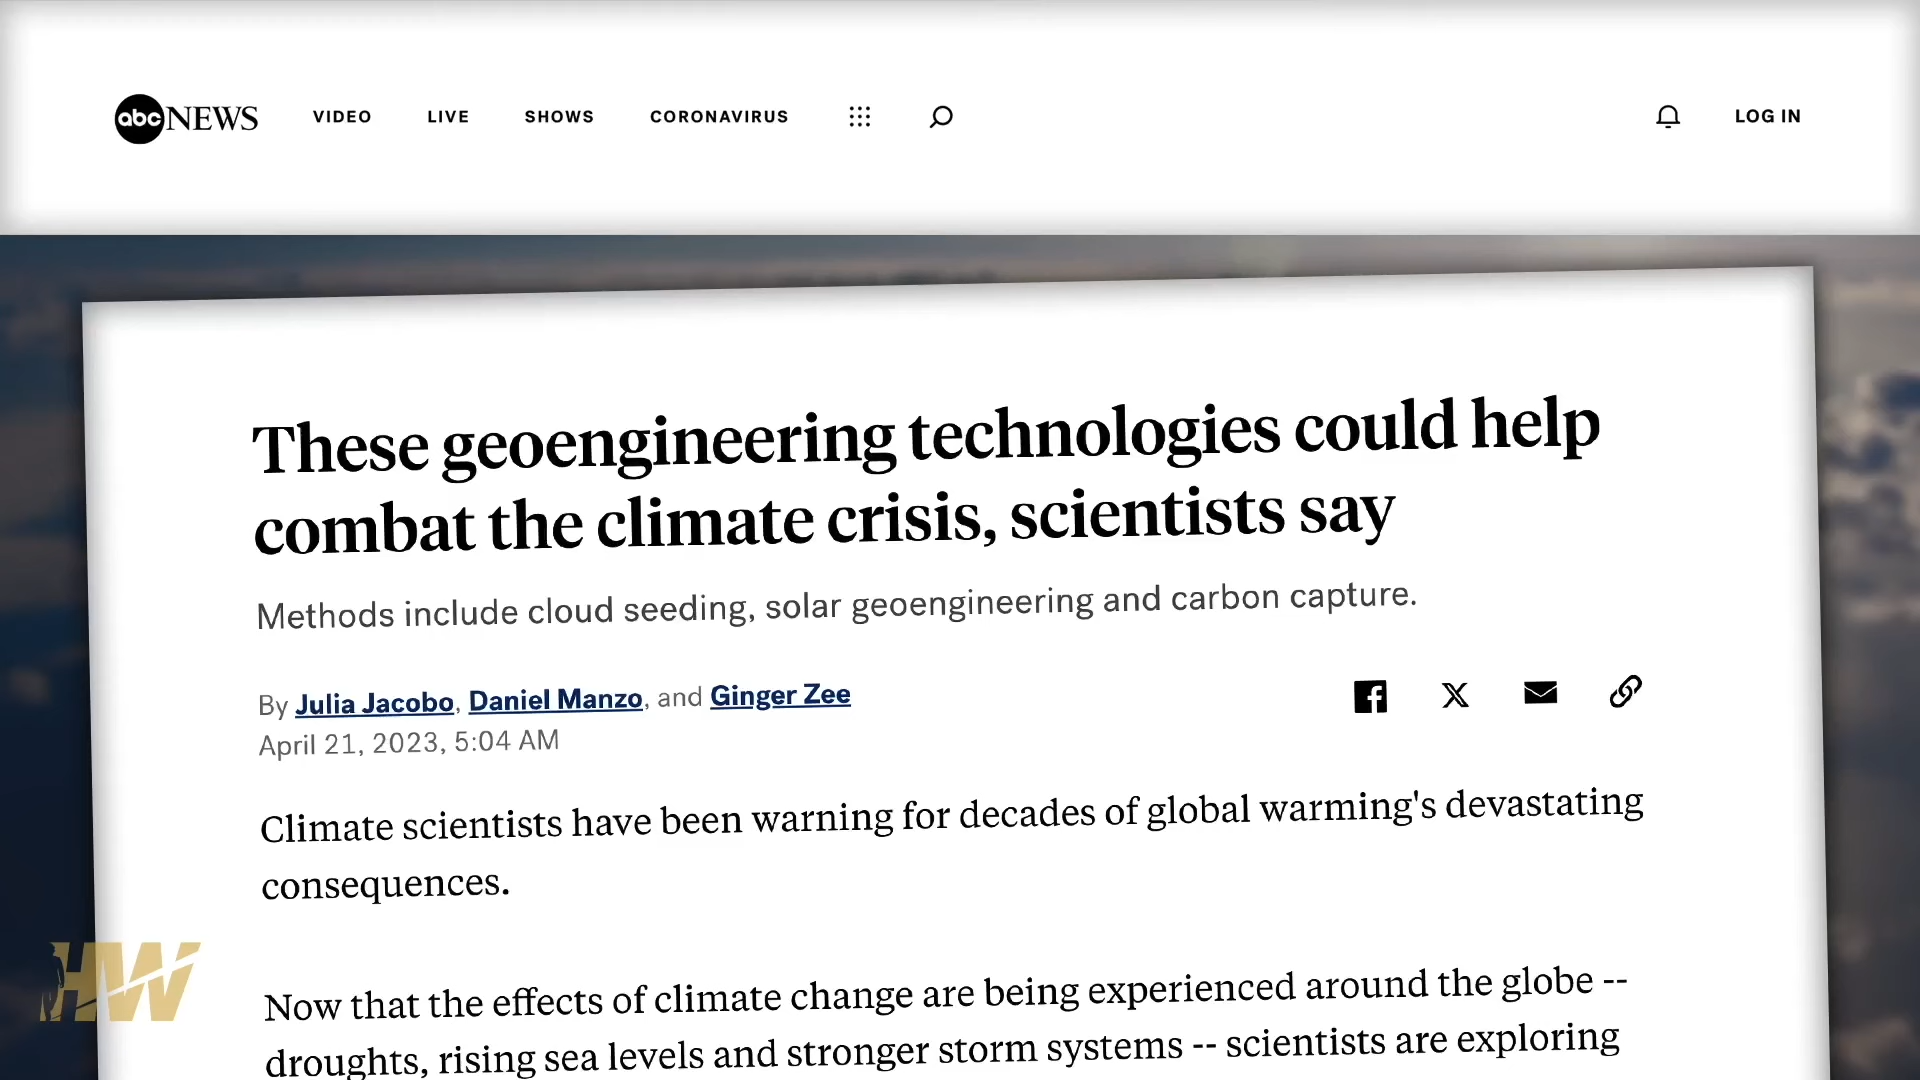 abc NEWS VIDEO LIVE SHOWS CORONAVIRUS LOG IN
These geoengineering technologies could help
combat the climate crisis, scientists say
Methods include cloud seeding, solar geoengineering and carbon capture.
By Julia Jacobo, Daniel Manzo, and Ginger Zee
April 21, 2023, 5:04 AM
Climate scientists have been warning for decades of global warming's devastating
consequences.
Now that the effects of climate change are being experienced around the globe --
droughts, rising sea levels and stronger storm systems -- scientists are exploring
HW